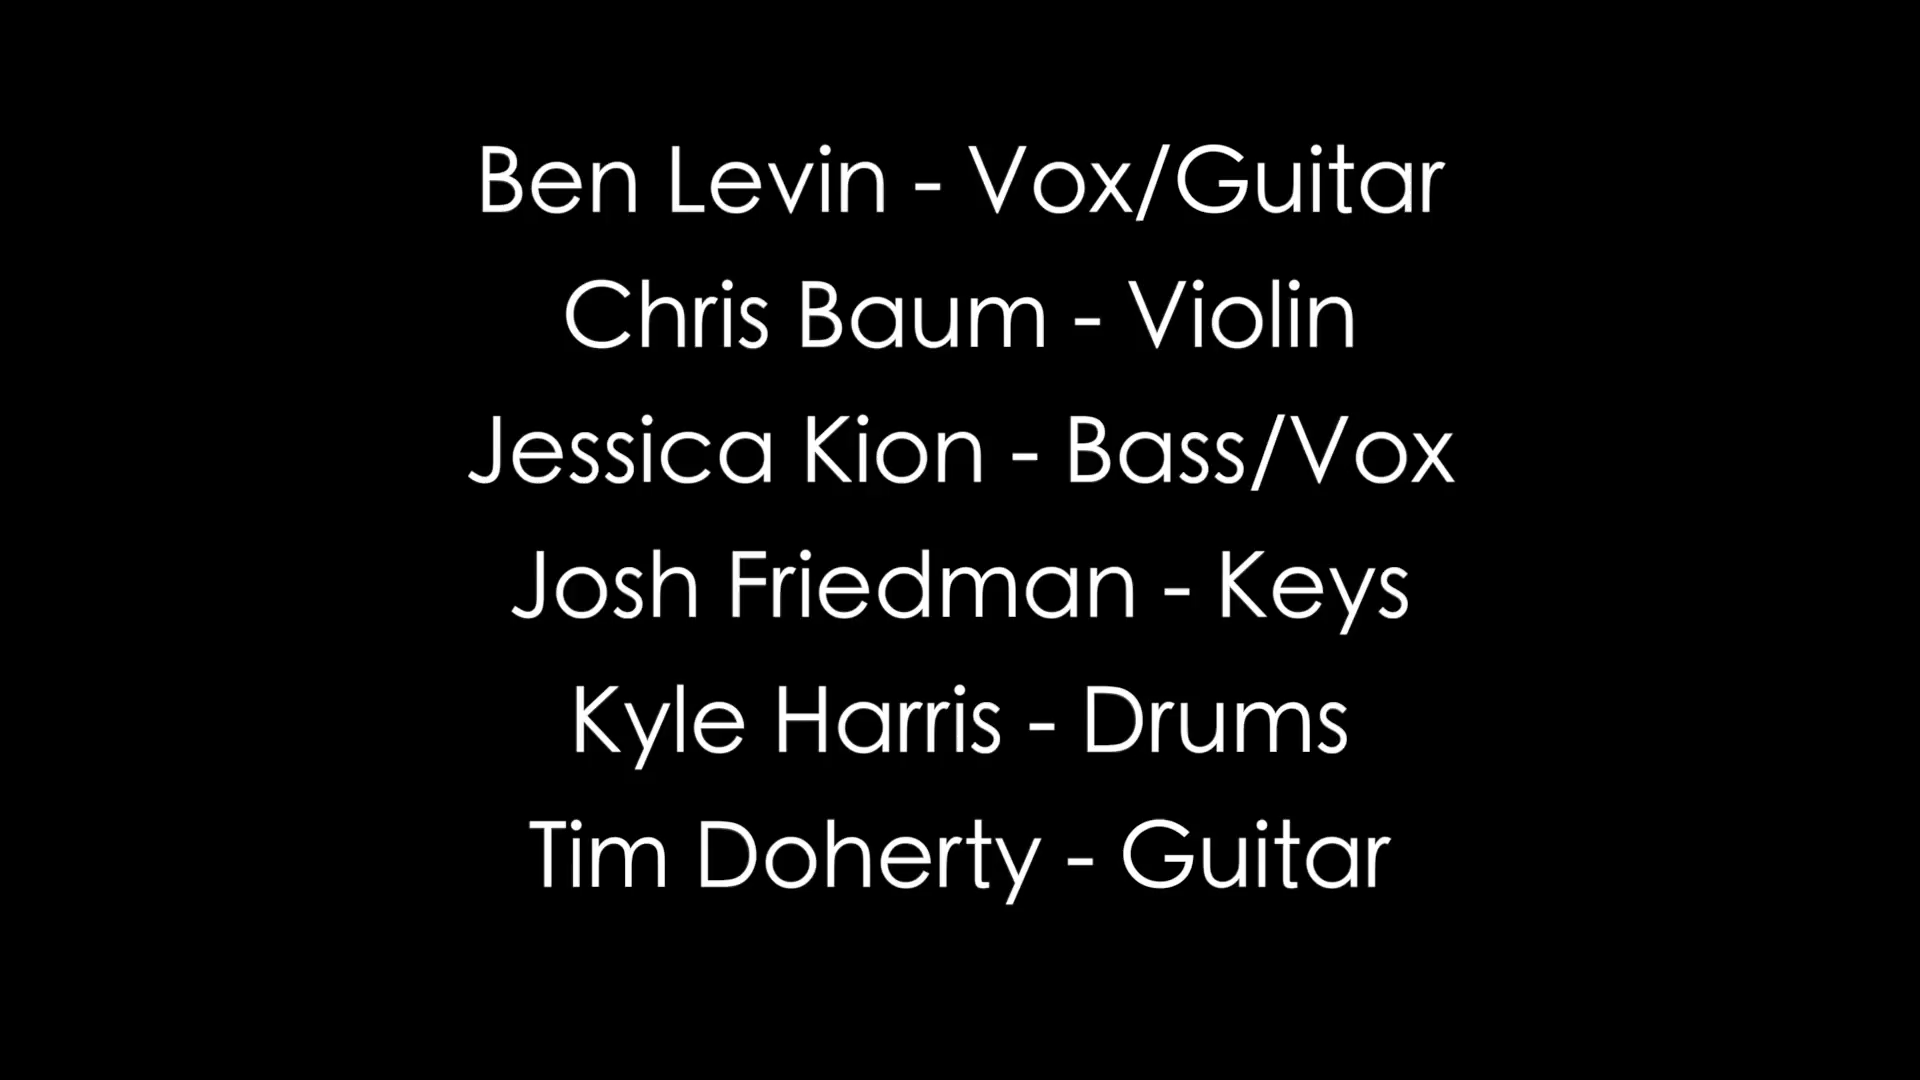 Ben Levin - Vox/Guitar
Chris Baum - Violin
Jessica Kion - Bass/Vox
Josh Friedman - Keys
Kyle Harris - Drums
Tim Doherty - Guitar